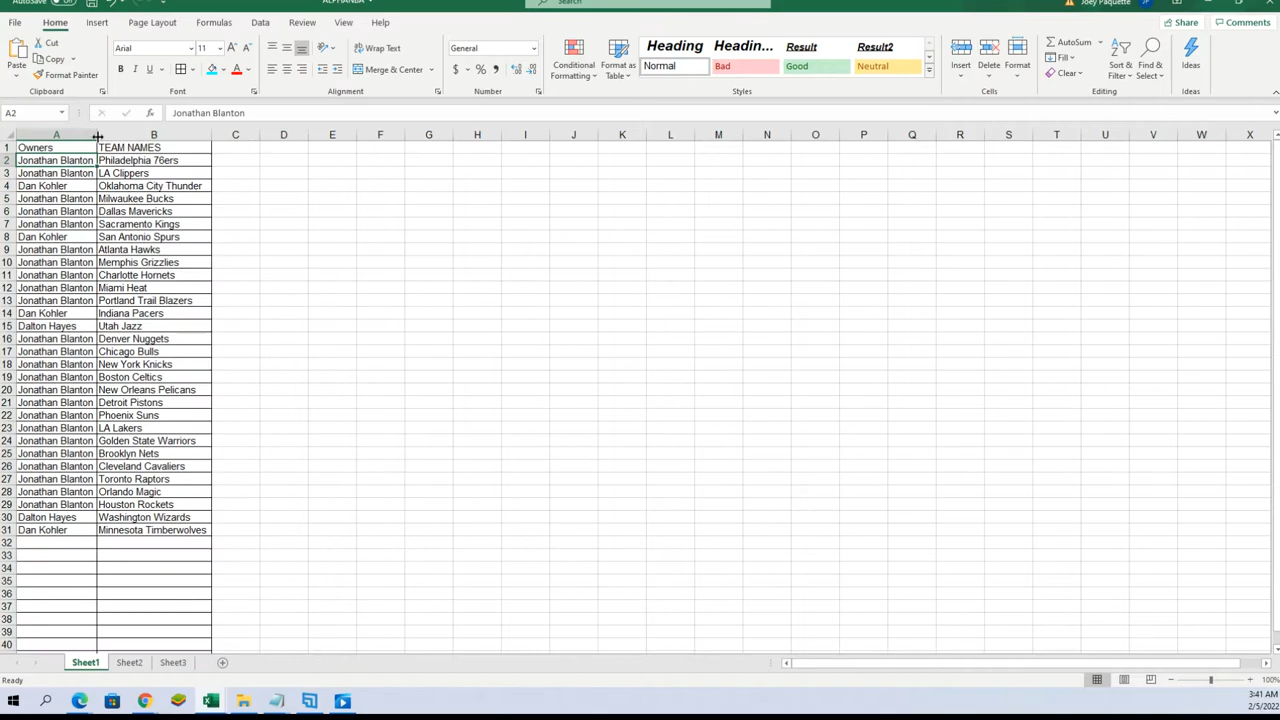 AutoSave ALPHANBA Search Joey Paquette
File Home Insert Page Layout Formulas Data Review View Help Share Comments
Paste Cut Copy Format Painter
Arial 11 B I U A
Wrap Text Merge & Center
General $ % 9
Conditional Formatting Format as Table
Heading Headin... Result Result2
Normal Bad Good Neutral
Insert Delete Format
AutoSum Fill Clear Sort & Filter Find & Select Ideas
Clipboard Font Alignment Number Styles Cells Editing Ideas
A2 fx Jonathan Blanton
A B C D E F G H I J K L M N O P Q R S T U V W X
1 Owners TEAM NAMES
2 Jonathan Blanton Philadelphia 76ers
3 Jonathan Blanton LA Clippers
4 Dan Kohler Oklahoma City Thunder
5 Jonathan Blanton Milwaukee Bucks
6 Jonathan Blanton Dallas Mavericks
7 Jonathan Blanton Sacramento Kings
8 Dan Kohler San Antonio Spurs
9 Jonathan Blanton Atlanta Hawks
10 Jonathan Blanton Memphis Grizzlies
11 Jonathan Blanton Charlotte Hornets
12 Jonathan Blanton Miami Heat
13 Jonathan Blanton Portland Trail Blazers
14 Dan Kohler Indiana Pacers
15 Dalton Hayes Utah Jazz
16 Jonathan Blanton Denver Nuggets
17 Jonathan Blanton Chicago Bulls
18 Jonathan Blanton New York Knicks
19 Jonathan Blanton Boston Celtics
20 Jonathan Blanton New Orleans Pelicans
21 Jonathan Blanton Detroit Pistons
22 Jonathan Blanton Phoenix Suns
23 Jonathan Blanton LA Lakers
24 Jonathan Blanton Golden State Warriors
25 Jonathan Blanton Brooklyn Nets
26 Jonathan Blanton Cleveland Cavaliers
27 Jonathan Blanton Toronto Raptors
28 Jonathan Blanton Orlando Magic
29 Jonathan Blanton Houston Rockets
30 Dalton Hayes Washington Wizards
31 Dan Kohler Minnesota Timberwolves
32
33
34
35
36
37
38
39
40
Sheet1 Sheet2 Sheet3
Ready 100%
3:41 AM
2/5/2022